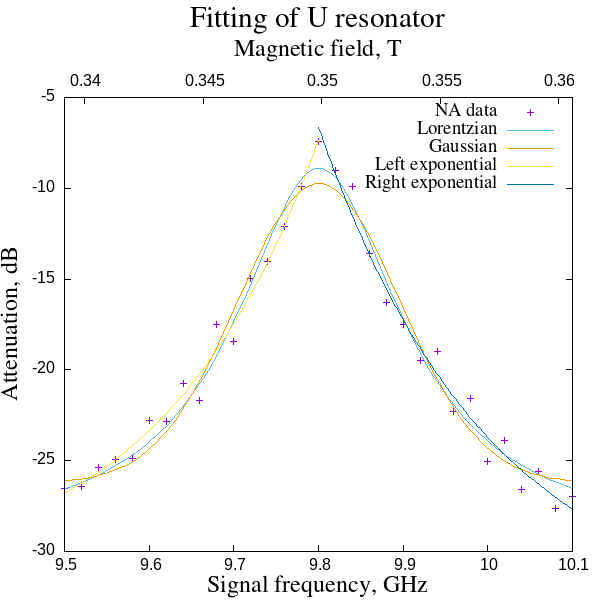 Fitting of U resonator
Magnetic field, T
0.34 0.345 0.35 0.355 0.36
-5
NA data
Lorentzian
Gaussian
Left exponential
Right exponential
-10
-15
-20
-25
-30
Attenuation, dB
9.5 9.6 9.7 9.8 9.9 10 10.1
Signal frequency, GHz